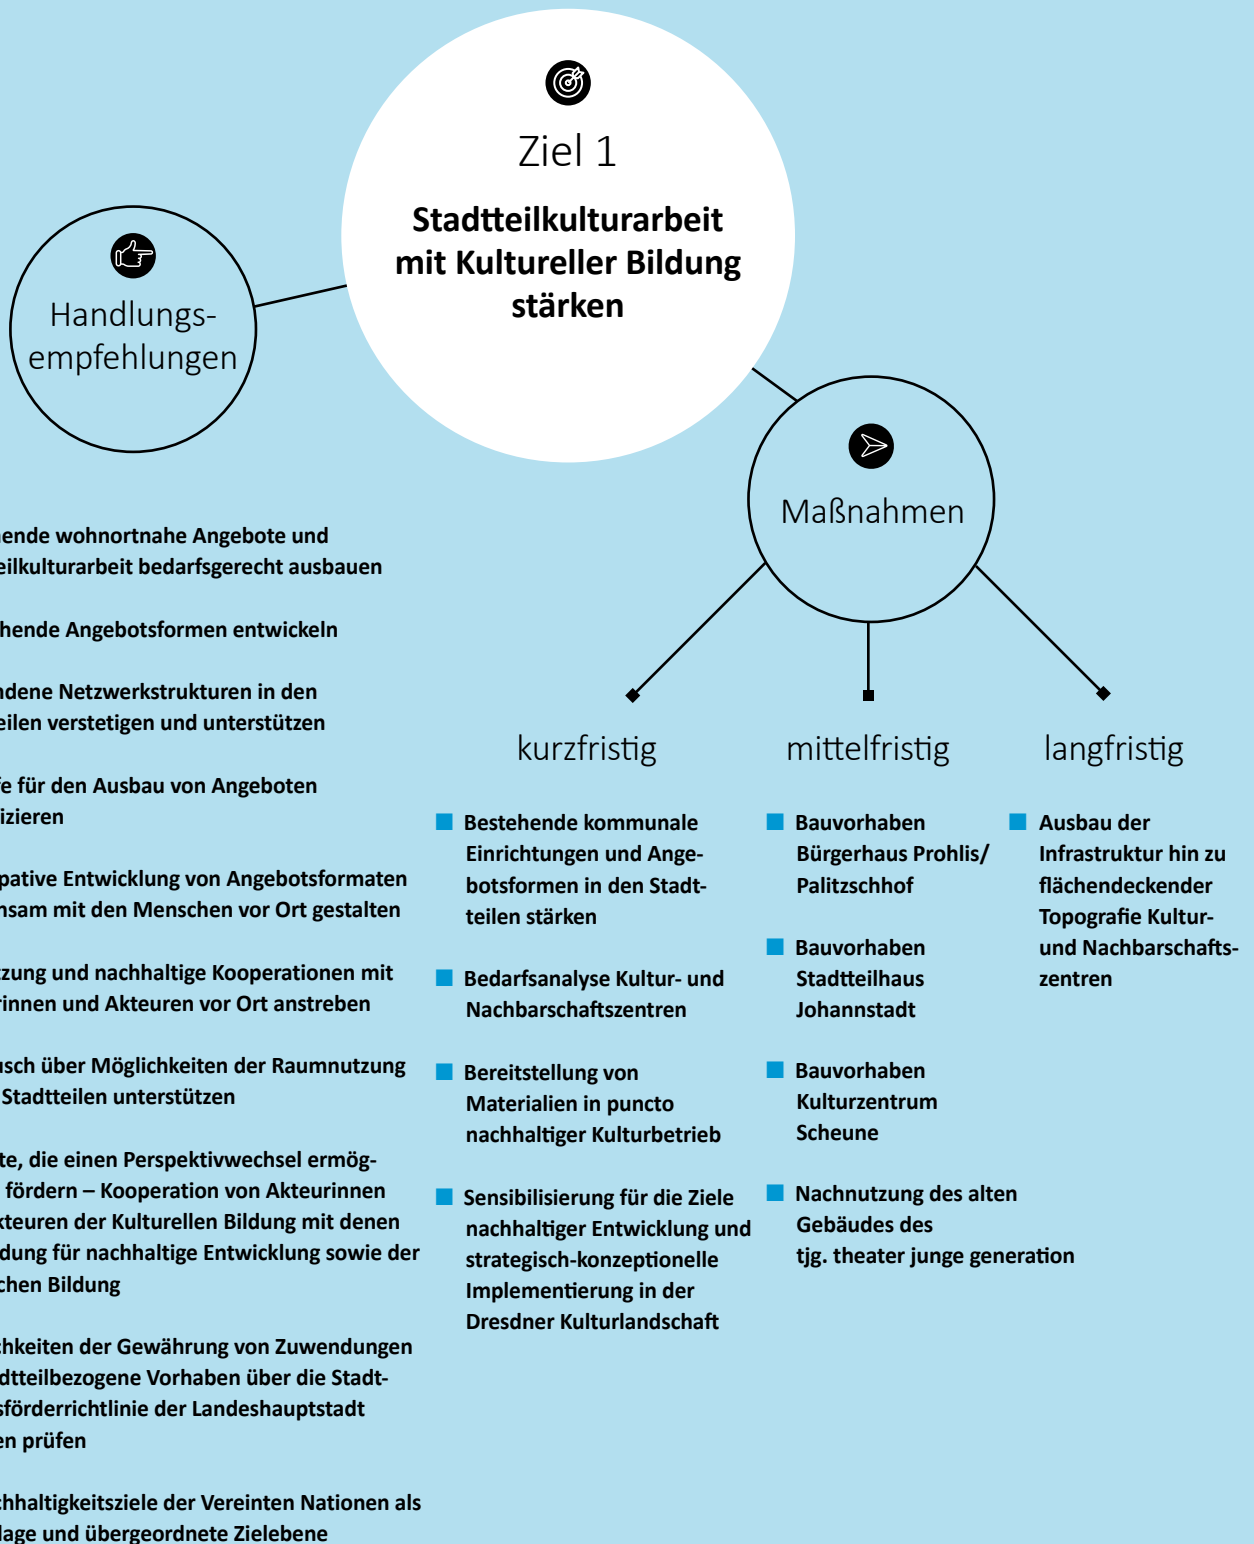 Ziel 1
Stadtteilkulturarbeit
mit Kultureller Bildung
stärken
Handlungs-
empfehlungen
hende wohnortnahe Angebote und
eilkulturarbeit bedarfsgerecht ausbauen
hende Angebotsformen entwickeln
ndene Netzwerkstrukturen in den
eilen verstetigen und unterstützen
fe für den Ausbau von Angeboten
izieren
pative Entwicklung von Angebotsformaten
nsam mit den Menschen vor Ort gestalten
tzung und nachhaltige Kooperationen mit
rinnen und Akteuren vor Ort anstreben
usch über Möglichkeiten der Raumnutzung
Stadtteilen unterstützen
te, die einen Perspektivwechsel ermög-
fördern – Kooperation von Akteurinnen
kteuren der Kulturellen Bildung mit denen
dung für nachhaltige Entwicklung sowie der
chen Bildung
chkeiten der Gewährung von Zuwendungen
dtteilbezogene Vorhaben über die Stadt-
sförderrichtlinie der Landeshauptstadt
en prüfen
chhaltigkeitsziele der Vereinten Nationen als
lage und übergeordnete Zielebene
Maßnahmen
kurzfristig
Bestehende kommunale
Einrichtungen und Ange-
botsformen in den Stadt-
teilen stärken
Bedarfsanalyse Kultur- und
Nachbarschaftszentren
Bereitstellung von
Materialien in puncto
nachhaltiger Kulturbetrieb
Sensibilisierung für die Ziele
nachhaltiger Entwicklung und
strategisch-konzeptionelle
Implementierung in der
Dresdner Kulturlandschaft
mittelfristig
Bauvorhaben
Bürgerhaus Prohlis/
Palitzschhof
Bauvorhaben
Stadtteilhaus
Johannstadt
Bauvorhaben
Kulturzentrum
Scheune
Nachnutzung des alten
Gebäudes des
tjg. theater junge generation
langfristig
Ausbau der
Infrastruktur hin zu
flächendeckender
Topografie Kultur-
und Nachbarschafts-
zentren